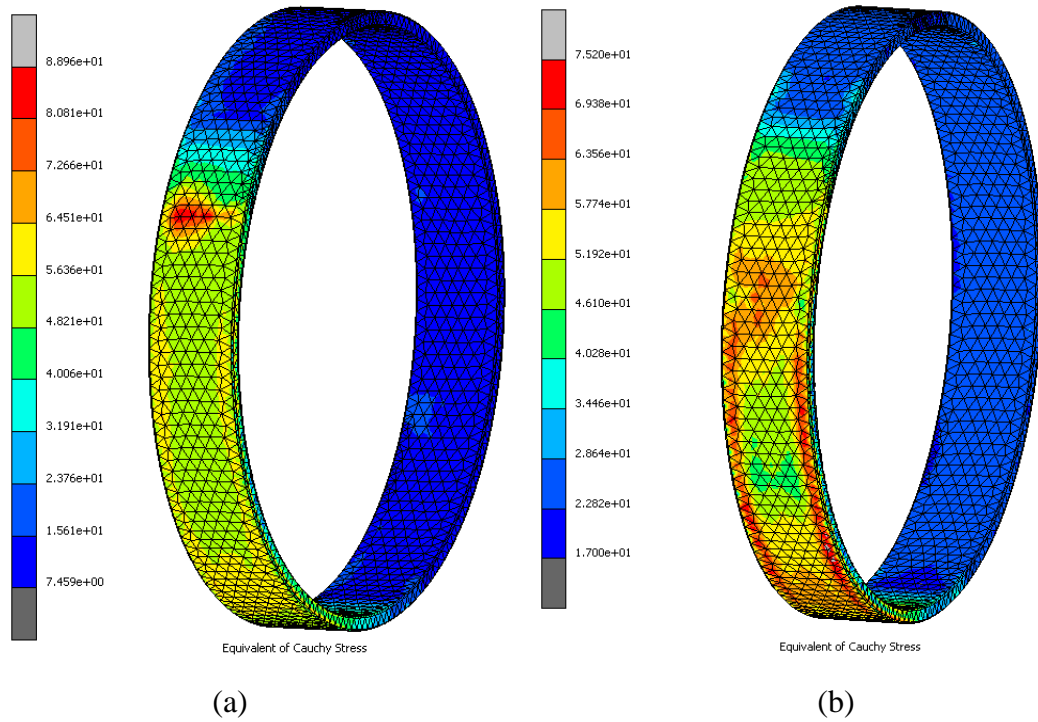 8.896e+01
8.081e+01
7.266e+01
6.451e+01
5.636e+01
4.821e+01
4.006e+01
3.191e+01
2.376e+01
1.561e+01
7.459e+00
Equivalent of Cauchy Stress
(a)
7.520e+01
6.938e+01
6.356e+01
5.774e+01
5.192e+01
4.610e+01
4.028e+01
3.446e+01
2.864e+01
2.282e+01
1.700e+01
Equivalent of Cauchy Stress
(b)